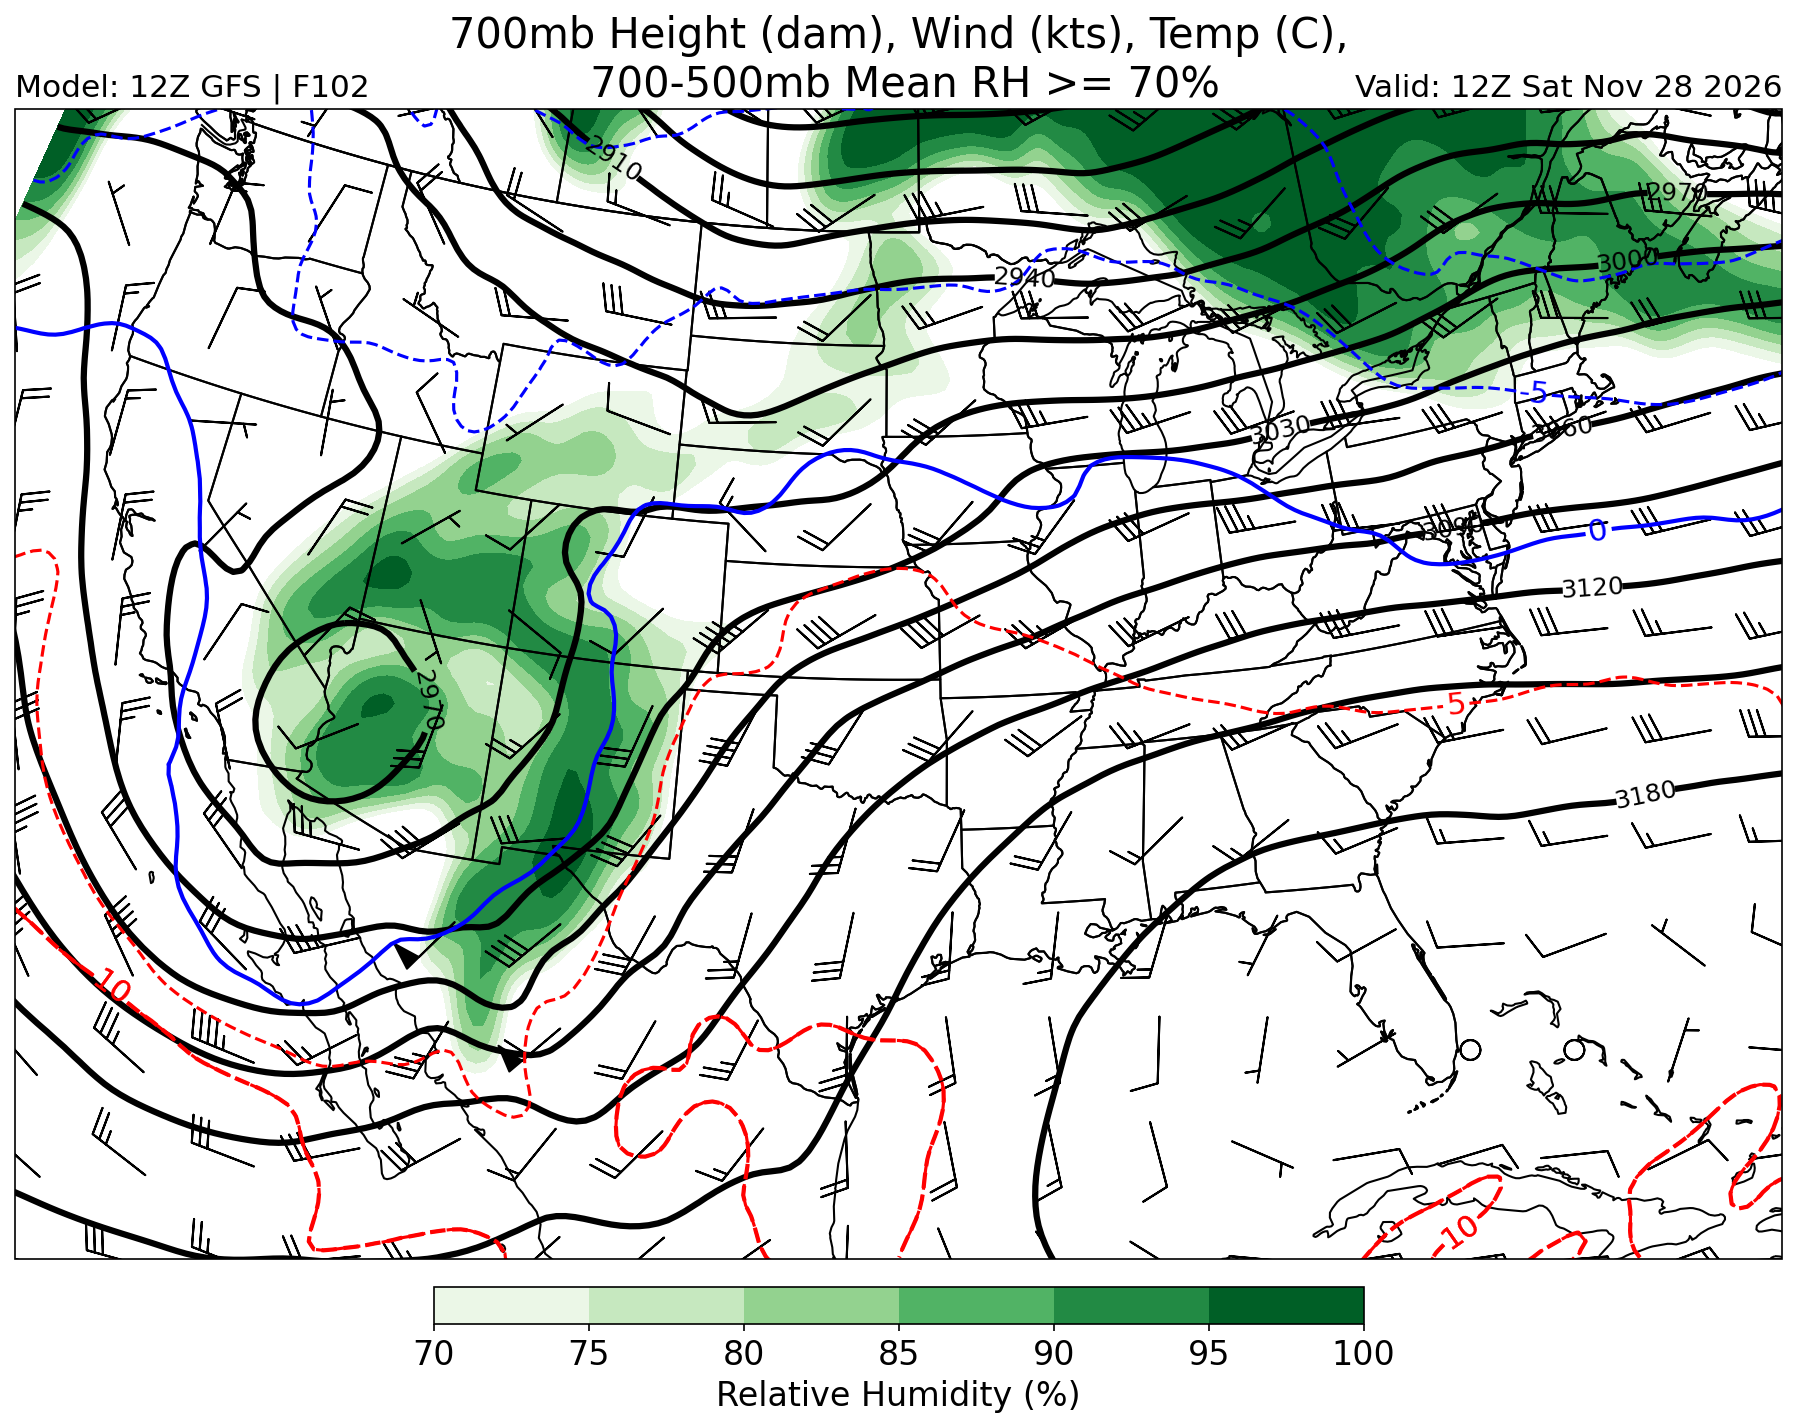 700mb Height (dam), Wind (kts), Temp (C),
700-500mb Mean RH >= 70%
Model: 12Z GFS | F102
Valid: 12Z Sat Nov 28 2026
2910
2970
2940
3000
-5
3030
3060
3090
0
3120
2970
5
3180
10
10
70 75 80 85 90 95 100
Relative Humidity (%)